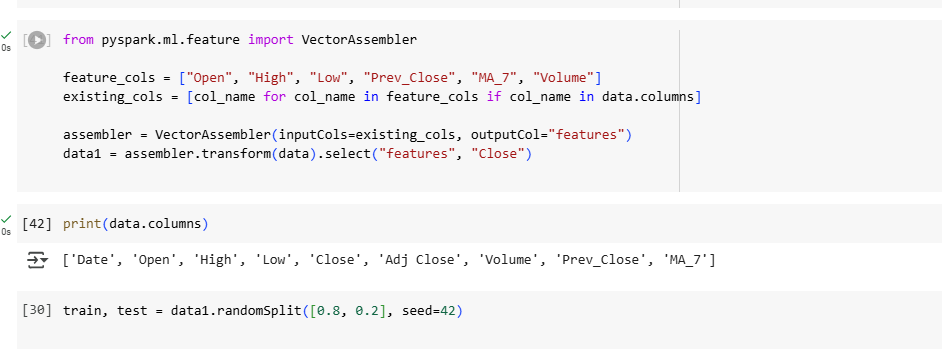 0s
[ ] from pyspark.ml.feature import VectorAssembler
feature_cols = ["Open", "High", "Low", "Prev_Close", "MA_7", "Volume"]
existing_cols = [col_name for col_name in feature_cols if col_name in data.columns]
assembler = VectorAssembler(inputCols=existing_cols, outputCol="features")
data1 = assembler.transform(data).select("features", "Close")
0s
[42] print(data.columns)
['Date', 'Open', 'High', 'Low', 'Close', 'Adj Close', 'Volume', 'Prev_Close', 'MA_7']
[30] train, test = data1.randomSplit([0.8, 0.2], seed=42)